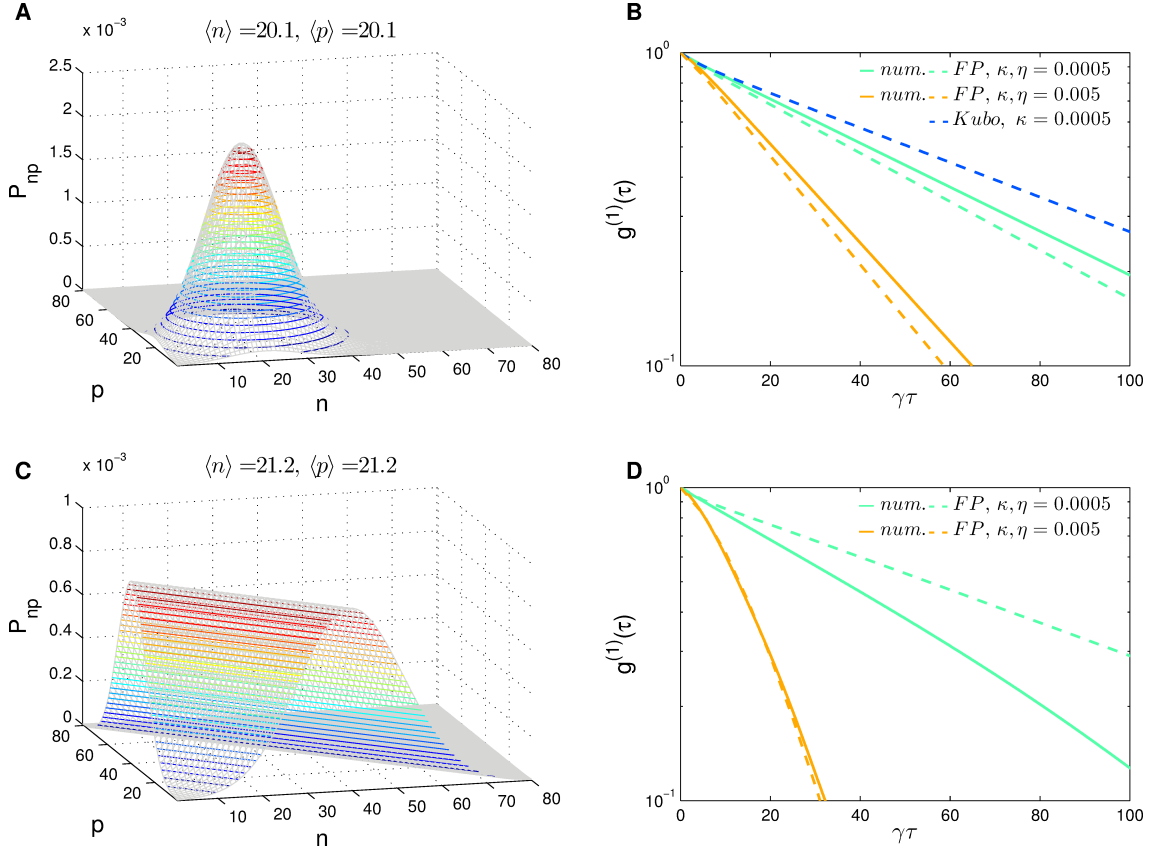 A
x 10⁻³
⟨n⟩ =20.1, ⟨p⟩ =20.1
2.5
2
1.5
1
0.5
0
P_np
80
60
40
20
p
10
20
30
40
50
60
70
80
n
B
10⁰
10⁻¹
g⁽¹⁾(τ)
num. FP, κ, η = 0.0005
num. FP, κ, η = 0.005
Kubo, κ = 0.0005
0 20 40 60 80 100
γτ
C
x 10⁻³
⟨n⟩ =21.2, ⟨p⟩ =21.2
1
0.8
0.6
0.4
0.2
0
P_np
80
60
40
20
p
10
20
30
40
50
60
70
80
n
D
10⁰
10⁻¹
g⁽¹⁾(τ)
num. FP, κ, η = 0.0005
num. FP, κ, η = 0.005
0 20 40 60 80 100
γτ